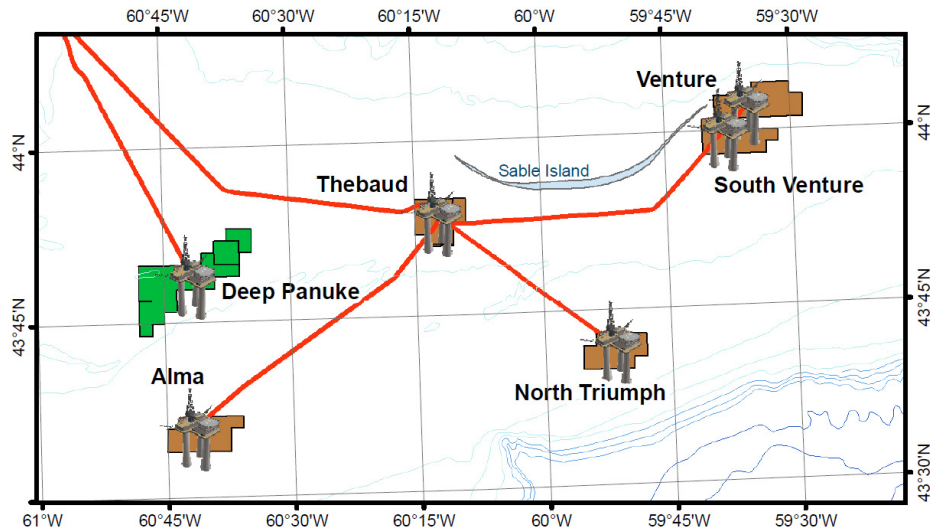 60°45'W 60°30'W 60°15'W 60°W 59°45'W 59°30'W
Venture
44°N
44°N
Sable Island
Thebaud
South Venture
Deep Panuke
43°45'N
43°45'N
Alma
North Triumph
43°30'N
61°W 60°45'W 60°30'W 60°15'W 60°W 59°45'W